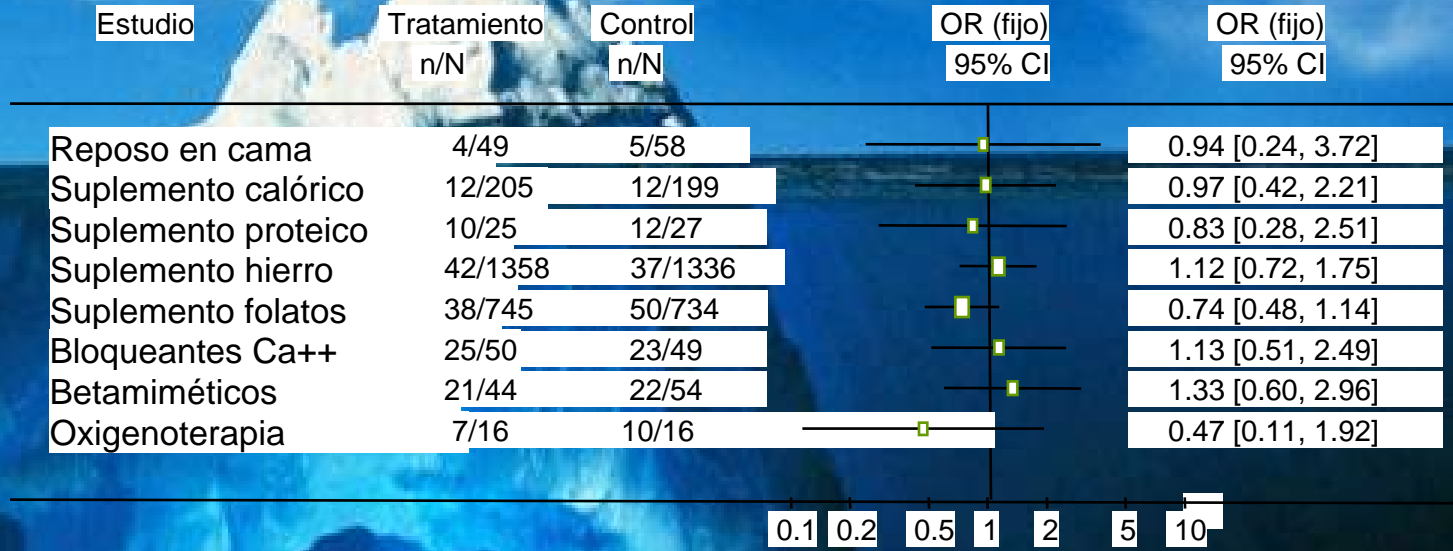 Estudio Tratamiento Control OR (fijo) OR (fijo)
n/N n/N 95% CI 95% CI
Reposo en cama 4/49 5/58 0.94 [0.24, 3.72]
Suplemento calórico 12/205 12/199 0.97 [0.42, 2.21]
Suplemento proteico 10/25 12/27 0.83 [0.28, 2.51]
Suplemento hierro 42/1358 37/1336 1.12 [0.72, 1.75]
Suplemento folatos 38/745 50/734 0.74 [0.48, 1.14]
Bloqueantes Ca++ 25/50 23/49 1.13 [0.51, 2.49]
Betamiméticos 21/44 22/54 1.33 [0.60, 2.96]
Oxigenoterapia 7/16 10/16 0.47 [0.11, 1.92]
0.1 0.2 0.5 1 2 5 10